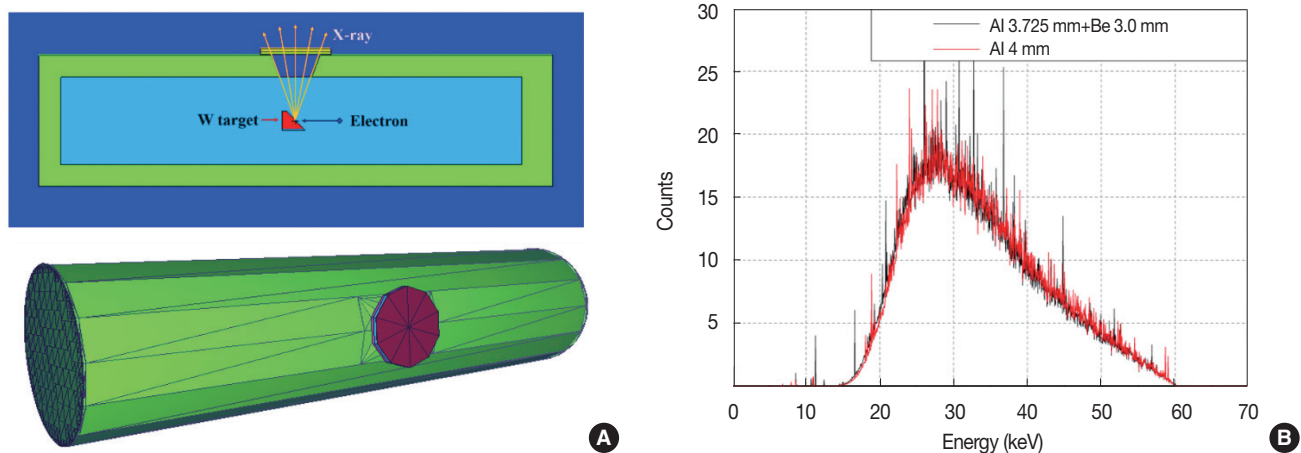 X-ray
W target
Electron
A
30
25
20
15
10
5
Counts
Al 3.725 mm+Be 3.0 mm
Al 4 mm
0 10 20 30 40 50 60 70
Energy (keV)
B